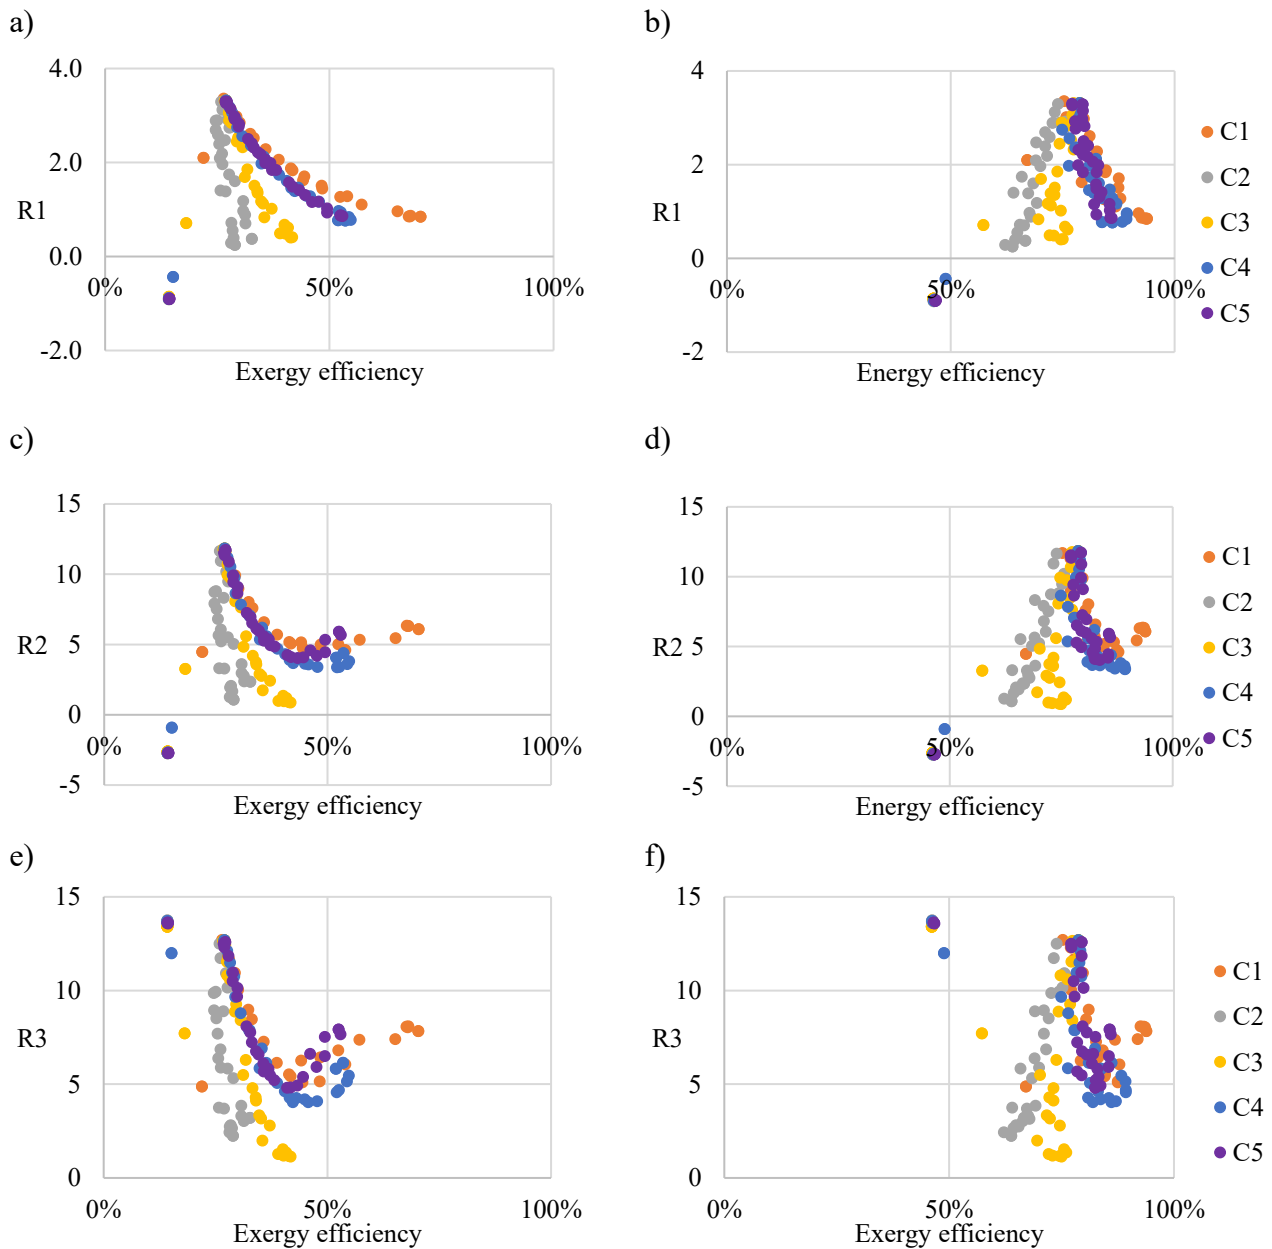 a)
4.0
2.0
R1
0.0
0%
50%
100%
-2.0
Exergy efficiency
b)
4
2
R1
0
0%
50%
100%
-2
Energy efficiency
C1
C2
C3
C4
C5
c)
15
10
5
R2
0
0%
50%
100%
-5
Exergy efficiency
d)
15
10
5
R2
0
0%
50%
100%
-5
Energy efficiency
C1
C2
C3
C4
C5
e)
15
10
R3
5
0
0%
50%
100%
Exergy efficiency
f)
15
10
R3
5
0
0%
50%
100%
Exergy efficiency
C1
C2
C3
C4
C5